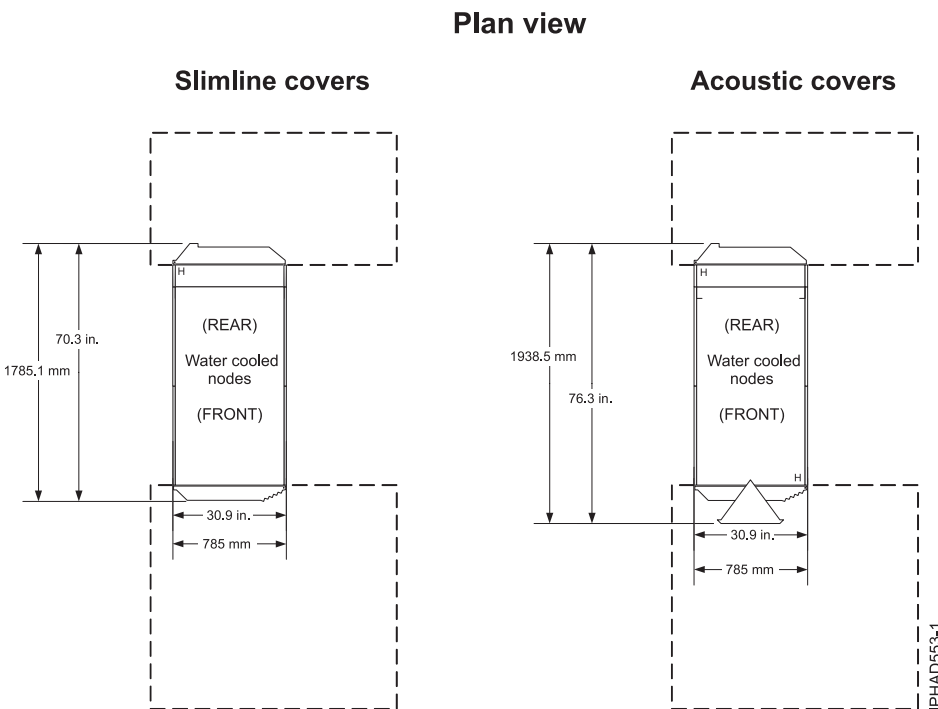 Plan view
Slimline covers
H
(REAR)
Water cooled
nodes
(FRONT)
70.3 in.
1785.1 mm
30.9 in.
785 mm
Acoustic covers
H
(REAR)
Water cooled
nodes
(FRONT)
H
1938.5 mm
76.3 in.
30.9 in.
785 mm
IPHAD553-1